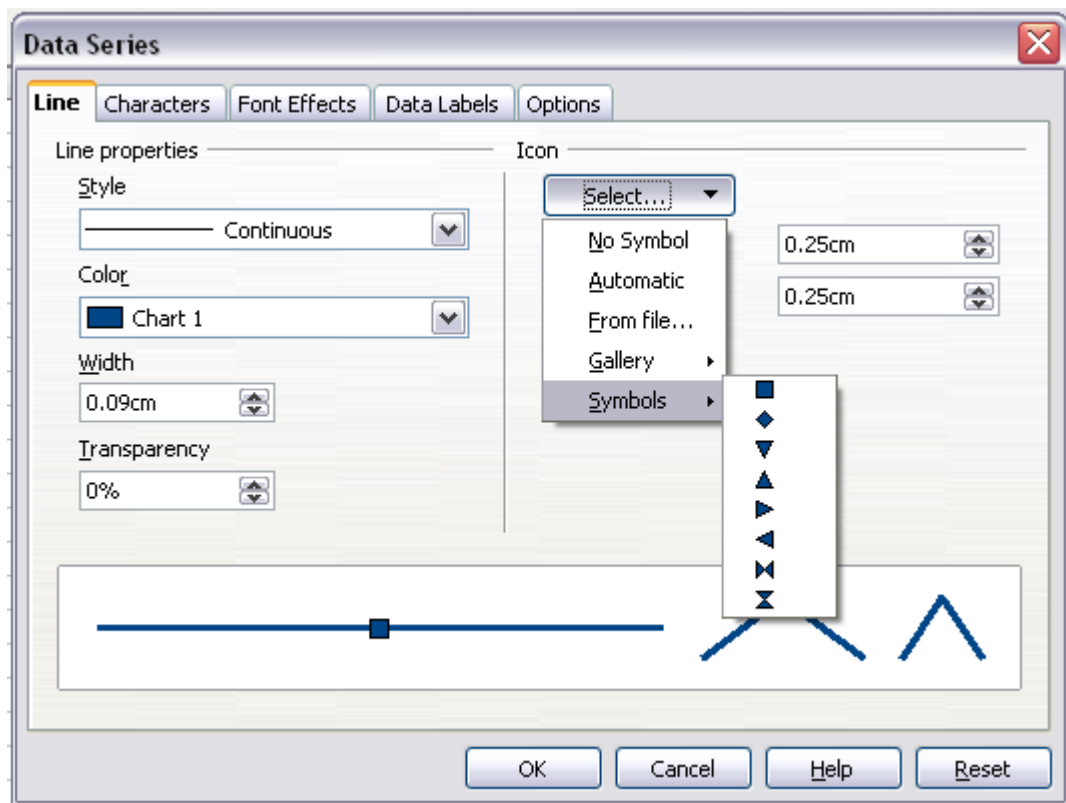 Data Series
Line Characters Font Effects Data Labels Options
Line properties
Style
Continuous
Color
Chart 1
Width
0.09cm
Transparency
0%
Icon
Select...
No Symbol
Automatic
From file...
Gallery
Symbols
0.25cm
0.25cm
OK Cancel Help Reset